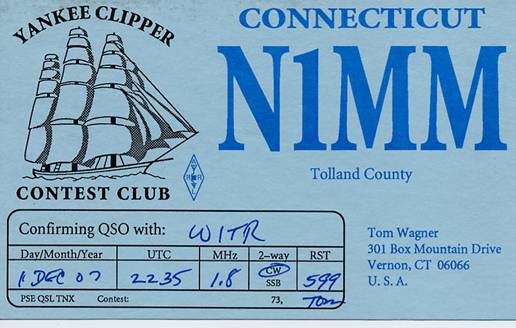 YANKEE CLIPPER
CONTEST CLUB
CONNECTICUT
N1MM
Tolland County
Confirming QSO with: W1TR
Day/Month/Year UTC MHz 2-way RST
1 DEC 07 2235 1.8 CW SSB 599
PSE QSL TNX Contest: 73, Tom
Tom Wagner
301 Box Mountain Drive
Vernon, CT 06066
U. S. A.